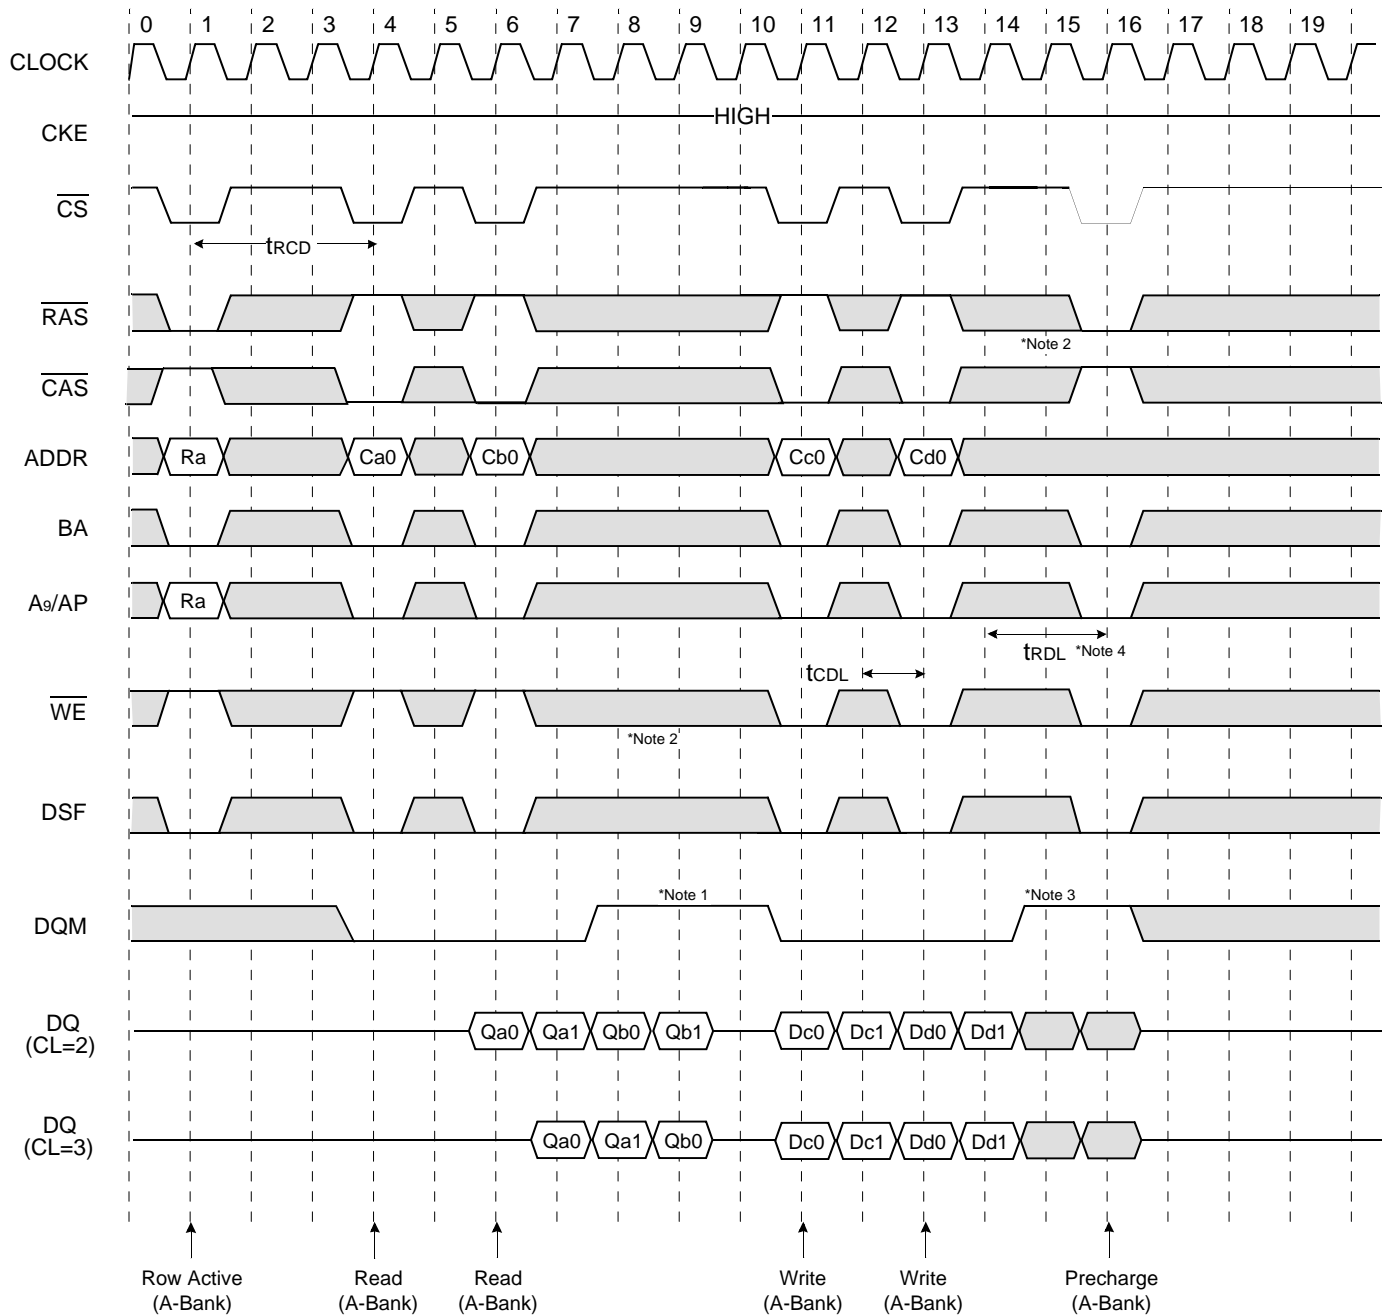 0 1 2 3 4 5 6 7 8 9 10 11 12 13 14 15 16 17 18 19
CLOCK
HIGH
CKE
CS
tRCD
RAS
*Note 2
CAS
ADDR Ra Ca0 Cb0 Cc0 Cd0
BA
A9/AP Ra
tRDL *Note 4
tCDL
WE
*Note 2
DSF
*Note 1 *Note 3
DQM
DQ
(CL=2) Qa0 Qa1 Qb0 Qb1 Dc0 Dc1 Dd0 Dd1
DQ
(CL=3) Qa0 Qa1 Qb0 Dc0 Dc1 Dd0 Dd1
Row Active
(A-Bank)
Read
(A-Bank)
Read
(A-Bank)
Write
(A-Bank)
Write
(A-Bank)
Precharge
(A-Bank)